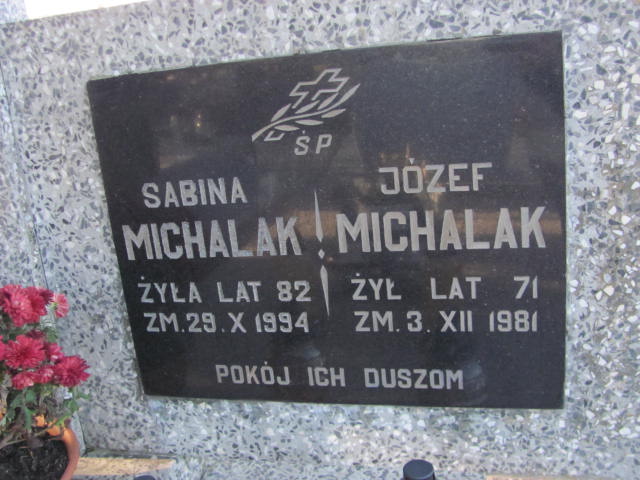 ŚP
SABINA
MICHALAK
ŻYŁA LAT 82
ZM. 29. X 1994
JÓZEF
MICHALAK
ŻYŁ LAT 71
ZM. 3. XII 1981
POKÓJ ICH DUSZOM